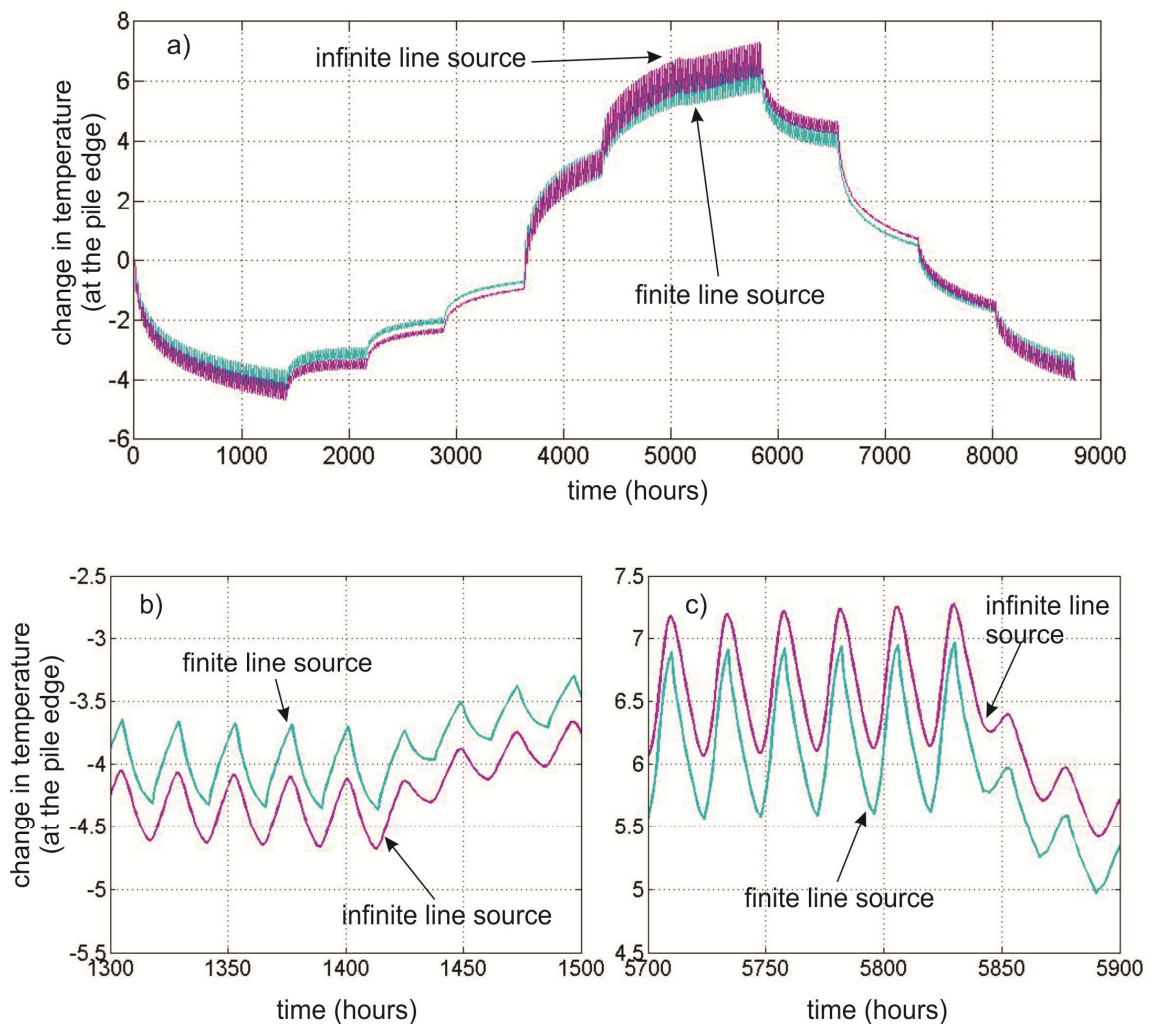 a)
infinite line source
finite line source
change in temperature
(at the pile edge)
8
6
4
2
0
-2
-4
-6
0 1000 2000 3000 4000 5000 6000 7000 8000 9000
time (hours)
b)
finite line source
infinite line source
change in temperature
(at the pile edge)
-2.5
-3
-3.5
-4
-4.5
-5
-5.5
1300 1350 1400 1450 1500
time (hours)
c)
infinite line
source
finite line source
7.5
7
6.5
6
5.5
5
4.5
5700 5750 5800 5850 5900
time (hours)